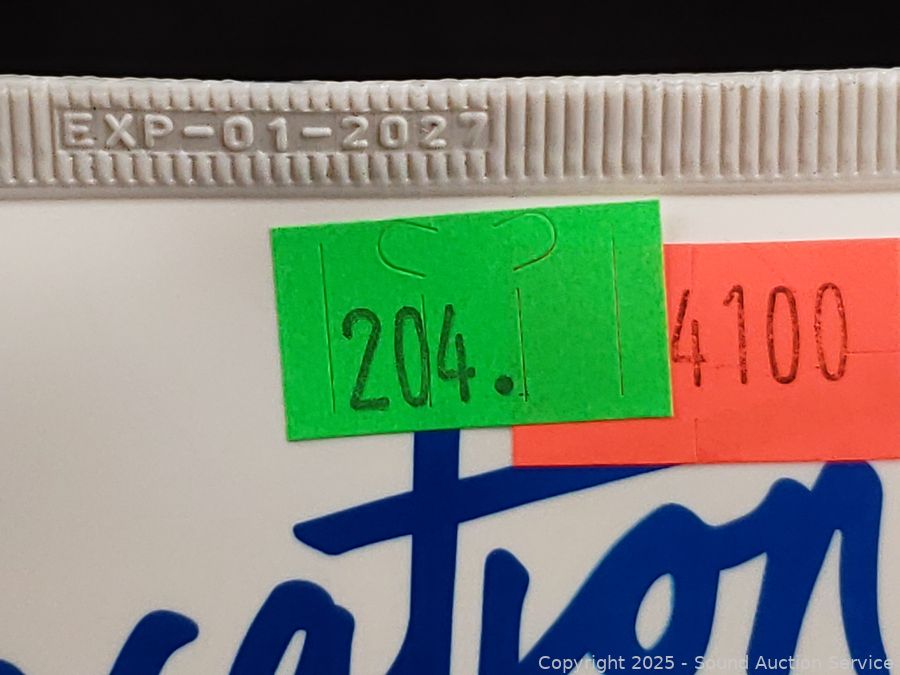 EXP-01-2027
204.
4100
Copyright 2025 - Sound Auction Service